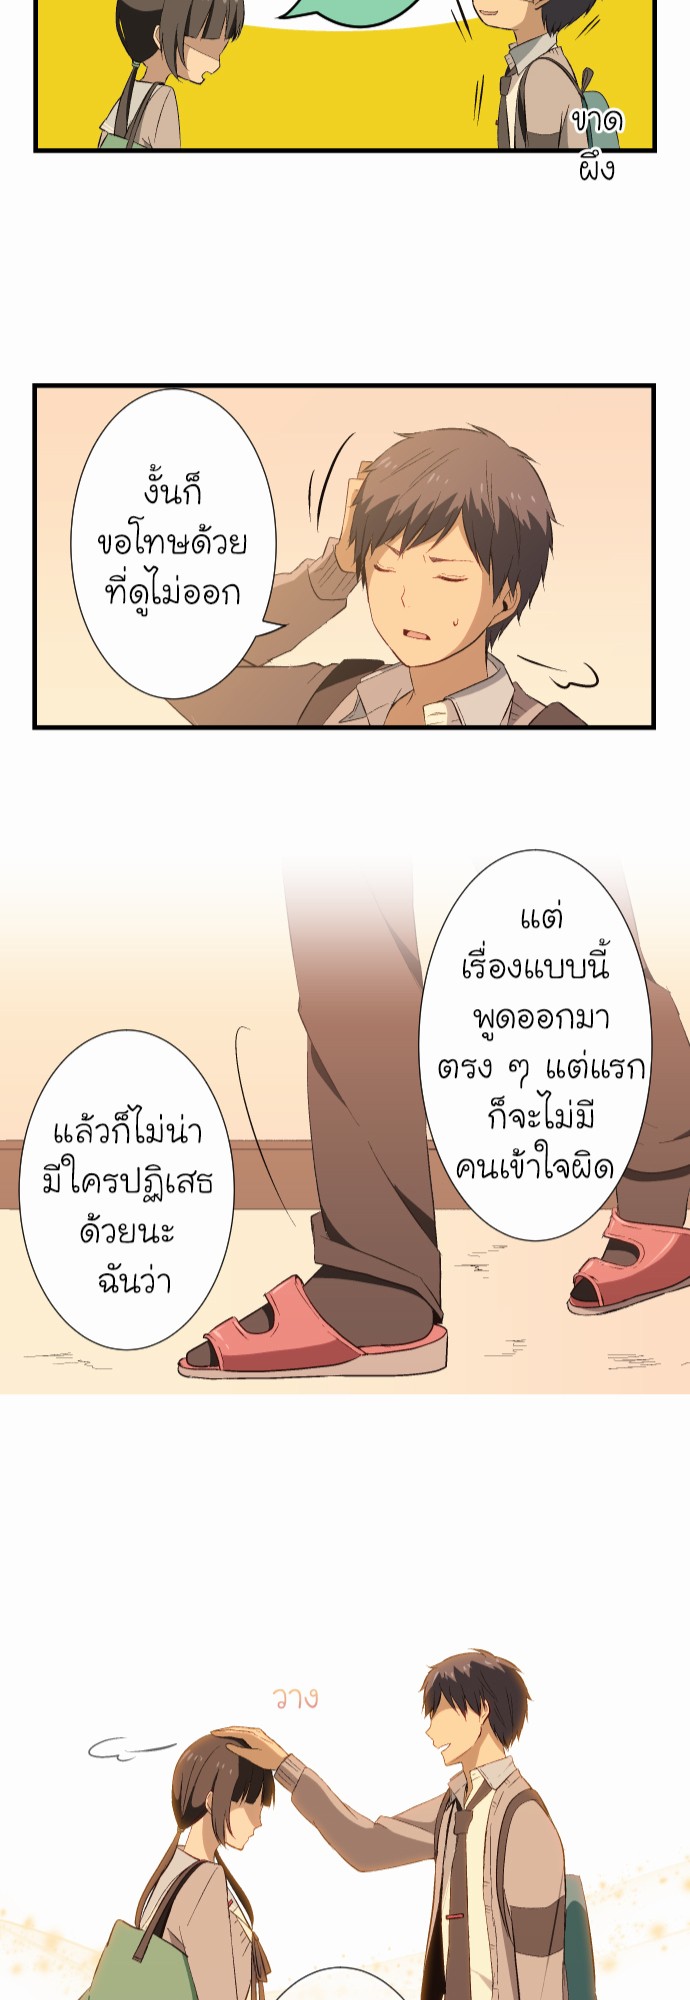 ขาด
ผึง
งั้นก็
ขอโทษด้วย
ที่ดูไม่ออก
แต่
เรื่องแบบนี้
พูดออกมา
ตรง ๆ แต่แรก
ก็จะไม่มี
คนเข้าใจผิด
แล้วก็ไม่น่า
มีใครปฏิเสธ
ด้วยนะ
ฉันว่า
วาง